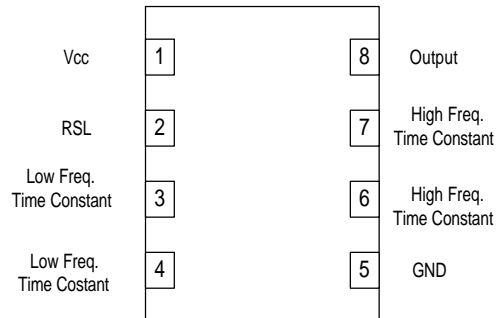 Vcc 1 8 Output
RSL 2 7 High Freq.
Time Constant
Low Freq.
Time Constant 3 6 High Freq.
Time Constant
Low Freq.
Time Costant 4 5 GND